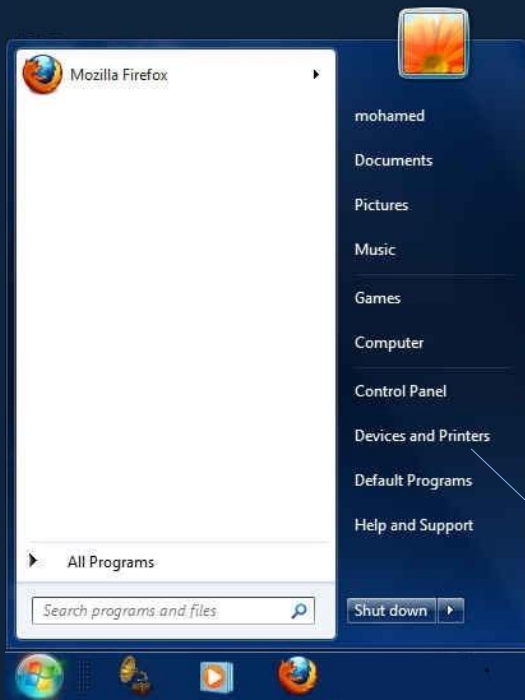 Mozilla Firefox
mohamed
Documents
Pictures
Music
Games
Computer
Control Panel
Devices and Printers
Default Programs
Help and Support
All Programs
Search programs and files
Shut down